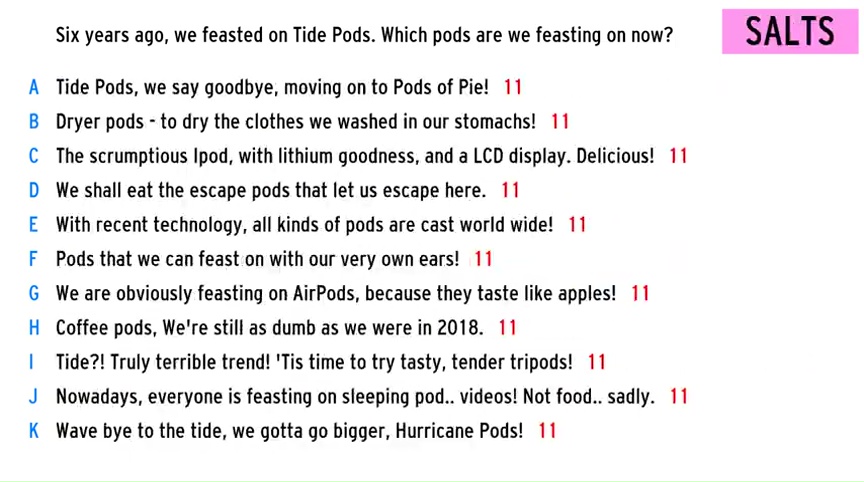 Six years ago, we feasted on Tide Pods. Which pods are we feasting on now? SALTS
A Tide Pods, we say goodbye, moving on to Pods of Pie! 11
B Dryer pods - to dry the clothes we washed in our stomachs! 11
C The scrumptious Ipod, with lithium goodness, and a LCD display. Delicious! 11
D We shall eat the escape pods that let us escape here. 11
E With recent technology, all kinds of pods are cast world wide! 11
F Pods that we can feast on with our very own ears! 11
G We are obviously feasting on AirPods, because they taste like apples! 11
H Coffee pods, We're still as dumb as we were in 2018. 11
I Tide?! Truly terrible trend! 'Tis time to try tasty, tender tripods! 11
J Nowadays, everyone is feasting on sleeping pod.. videos! Not food.. sadly. 11
K Wave bye to the tide, we gotta go bigger, Hurricane Pods! 11